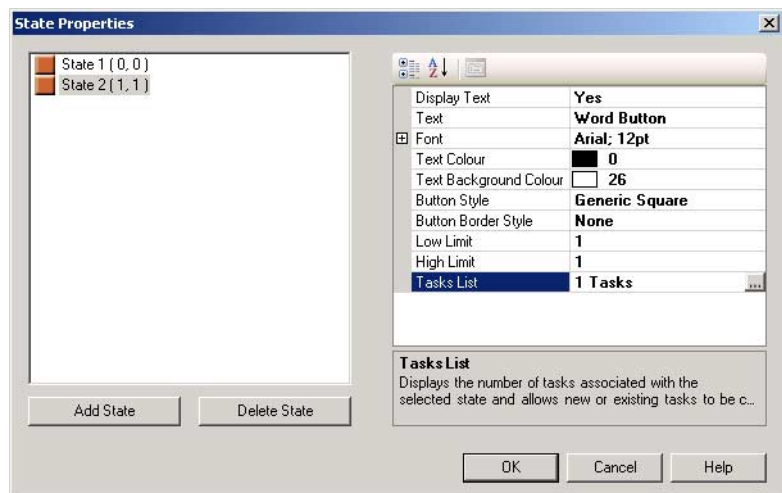 State Properties
State 1 ( 0, 0 )
State 2 ( 1, 1 )
Add State
Delete State
Display Text Yes
Text Word Button
Font Arial; 12pt
Text Colour 0
Text Background Colour 26
Button Style Generic Square
Button Border Style None
Low Limit 1
High Limit 1
Tasks List 1 Tasks ...
Tasks List
Displays the number of tasks associated with the
selected state and allows new or existing tasks to be c...
OK
Cancel
Help